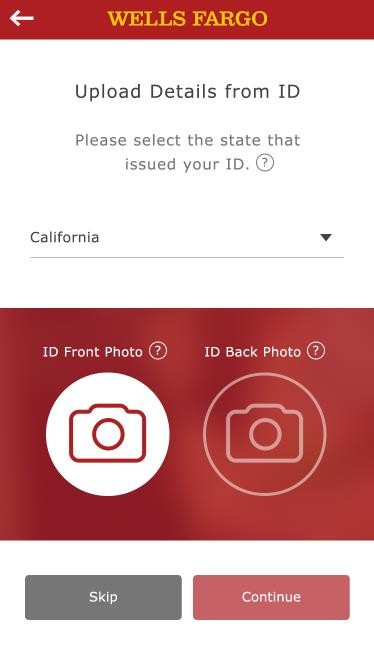 WELLS FARGO
Upload Details from ID
Please select the state that
issued your ID. ?
California
ID Front Photo ? ID Back Photo ?
Skip Continue